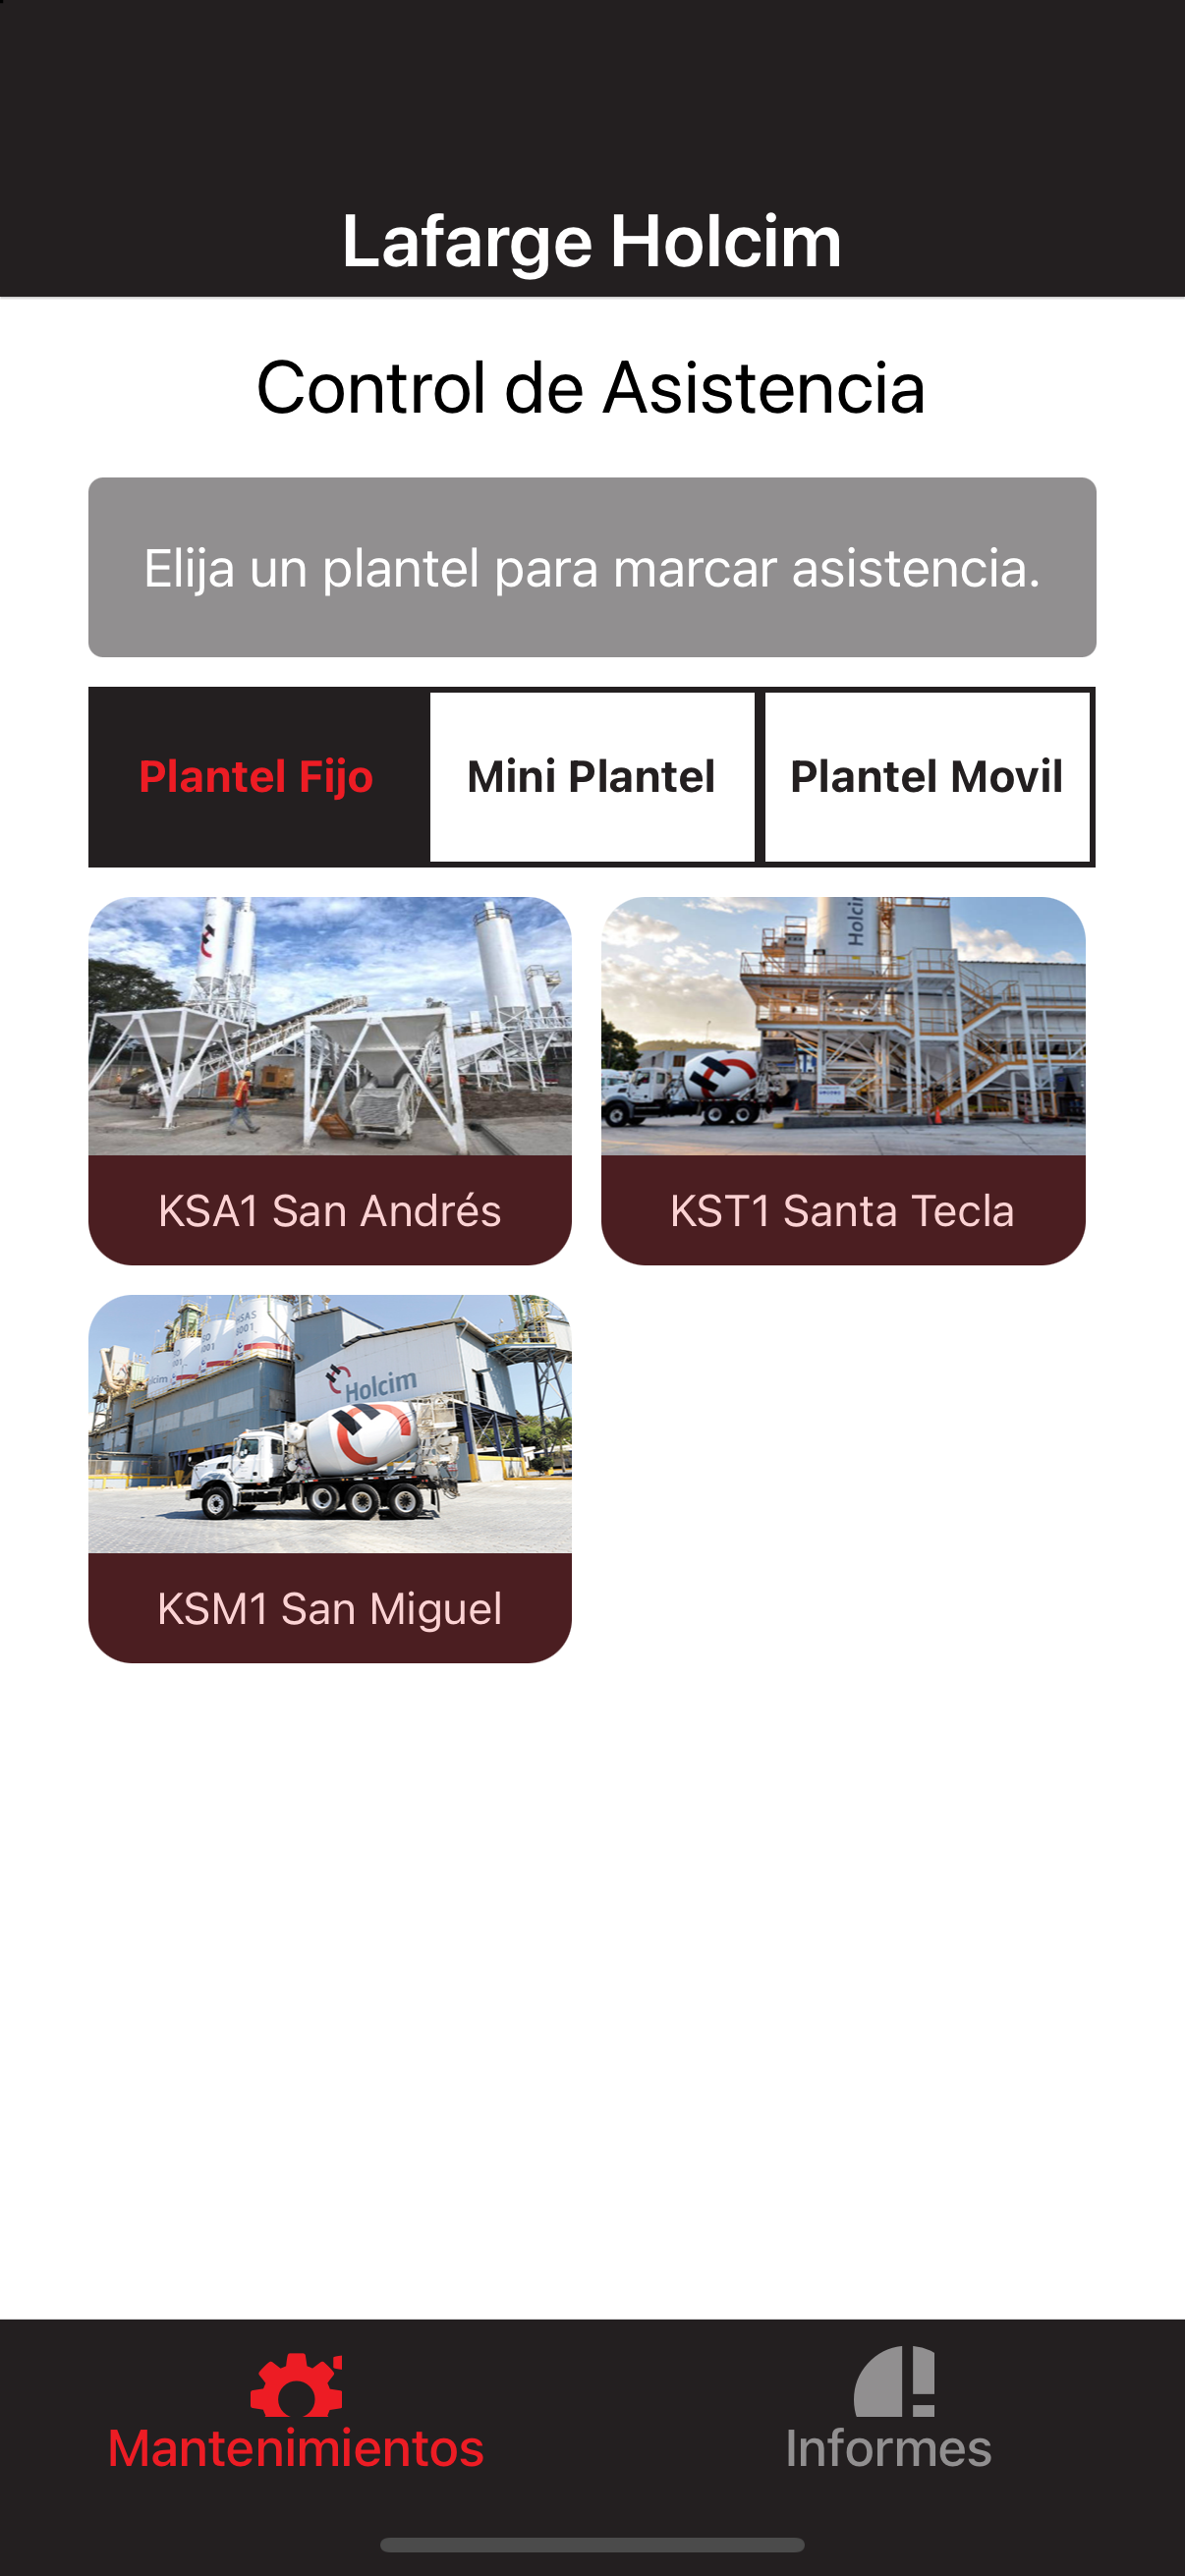 Lafarge Holcim
Control de Asistencia
Elija un plantel para marcar asistencia.
Plantel Fijo
Mini Plantel
Plantel Movil
Holcim
KSA1 San Andrés
KST1 Santa Tecla
Holcim
KSM1 San Miguel
Mantenimientos
Informes